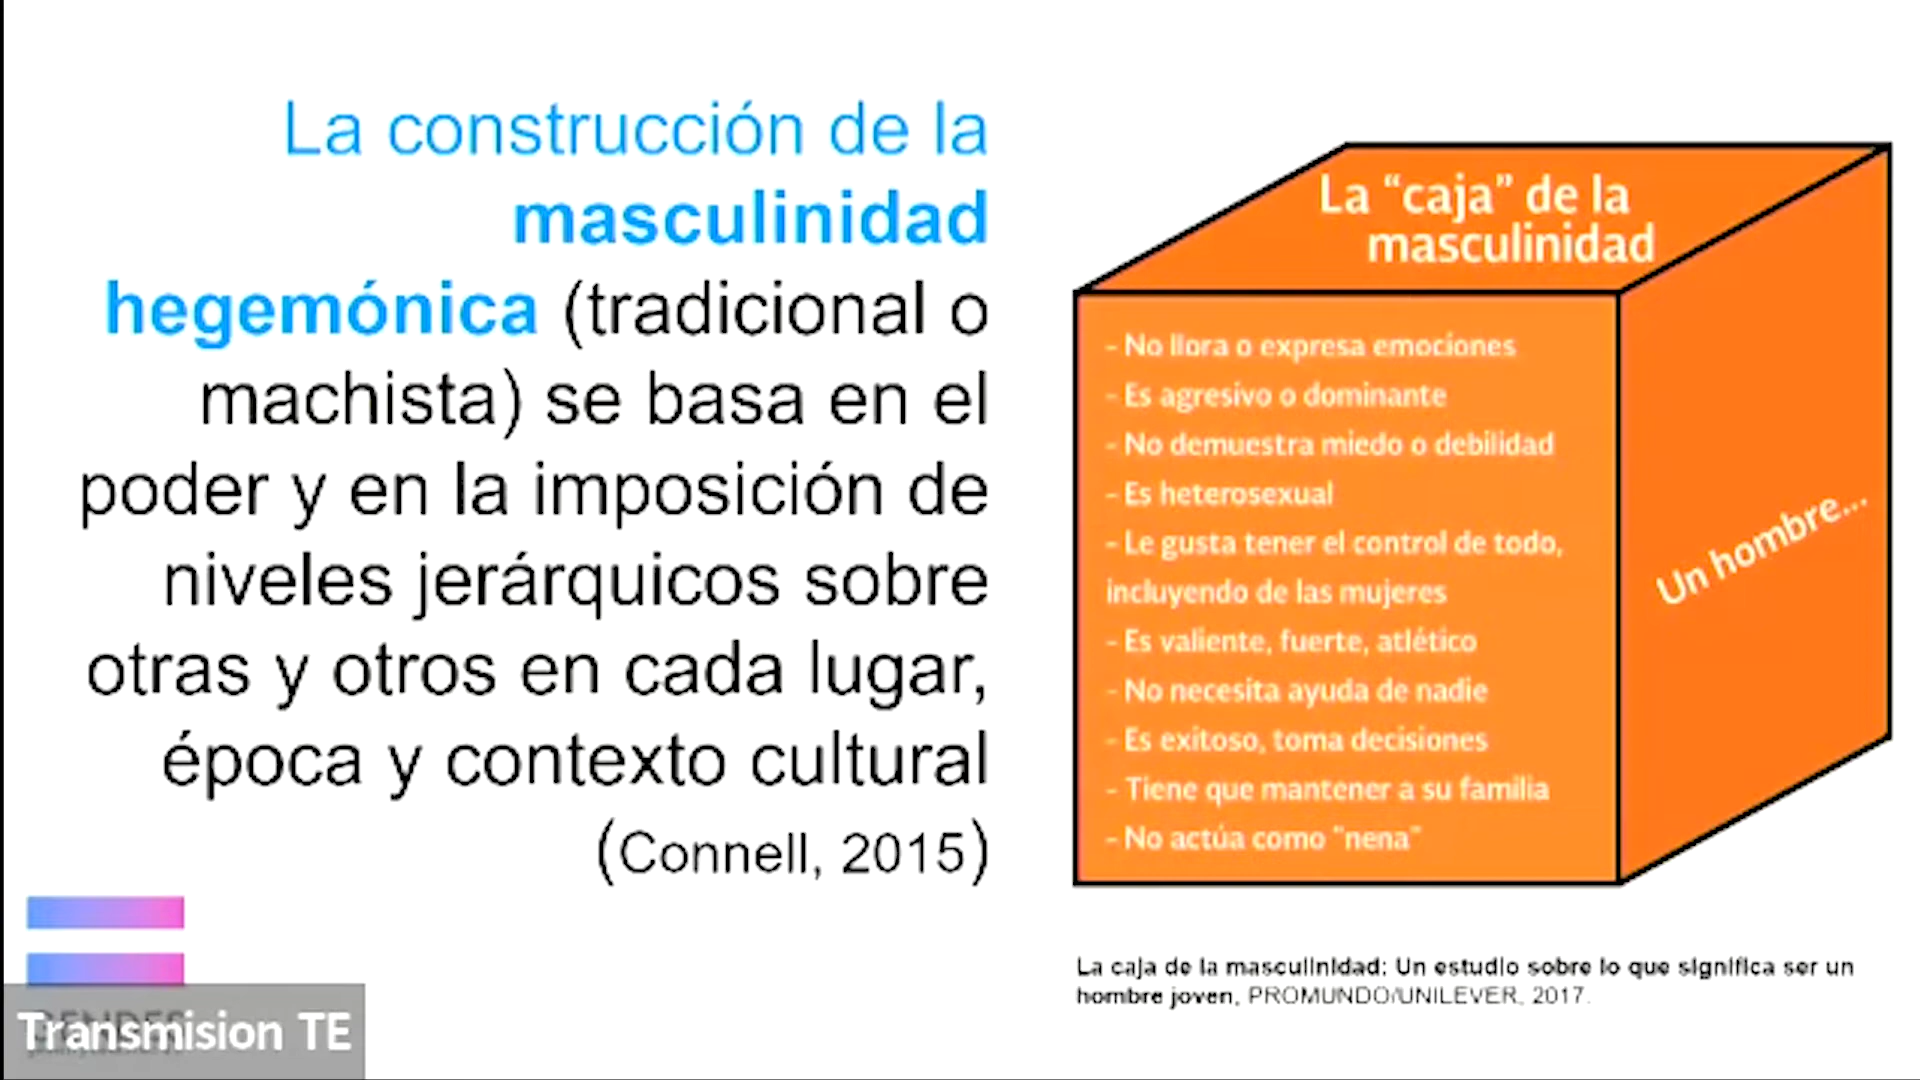 La construcción de la
masculinidad
hegemónica (tradicional o
machista) se basa en el
poder y en la imposición de
niveles jerárquicos sobre
otras y otros en cada lugar,
época y contexto cultural
(Connell, 2015)
La “caja” de la
masculinidad
- No llora o expresa emociones
- Es agresivo o dominante
- No demuestra miedo o debilidad
- Es heterosexual
- Le gusta tener el control de todo,
incluyendo de las mujeres
- Es valiente, fuerte, atlético
- No necesita ayuda de nadie
- Es exitoso, toma decisiones
- Tiene que mantener a su familia
- No actúa como "nena"
Un hombre...
La caja de la masculinidad: Un estudio sobre lo que significa ser un
hombre joven, PROMUNDO/UNILEVER, 2017.
Transmision TE